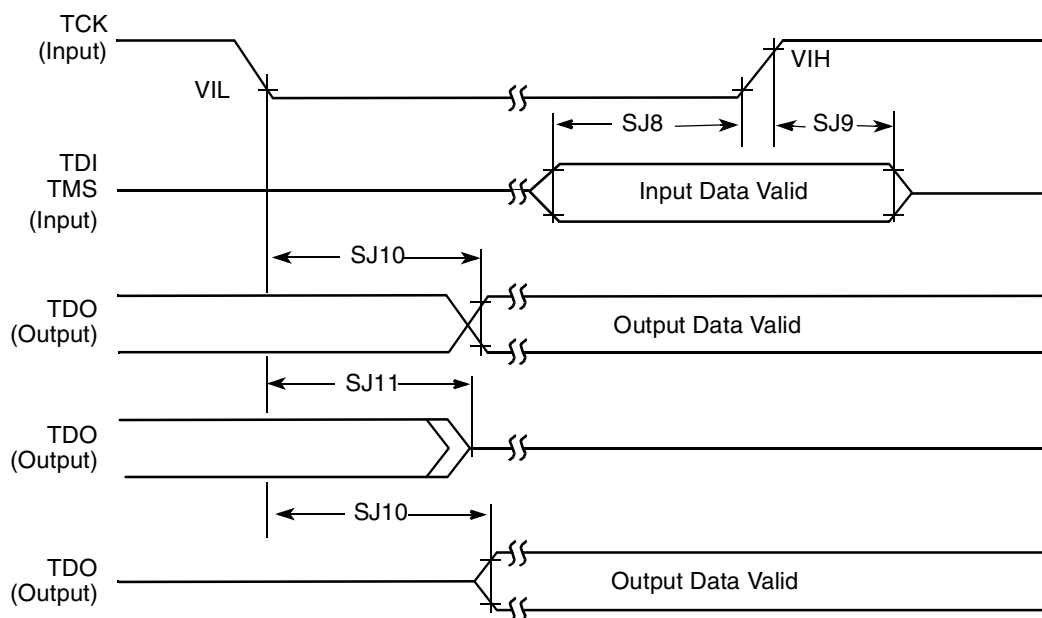 TCK
(Input)
VIL
VIH
SJ8
SJ9
TDI
TMS
(Input)
Input Data Valid
SJ10
TDO
(Output)
Output Data Valid
SJ11
TDO
(Output)
SJ10
TDO
(Output)
Output Data Valid